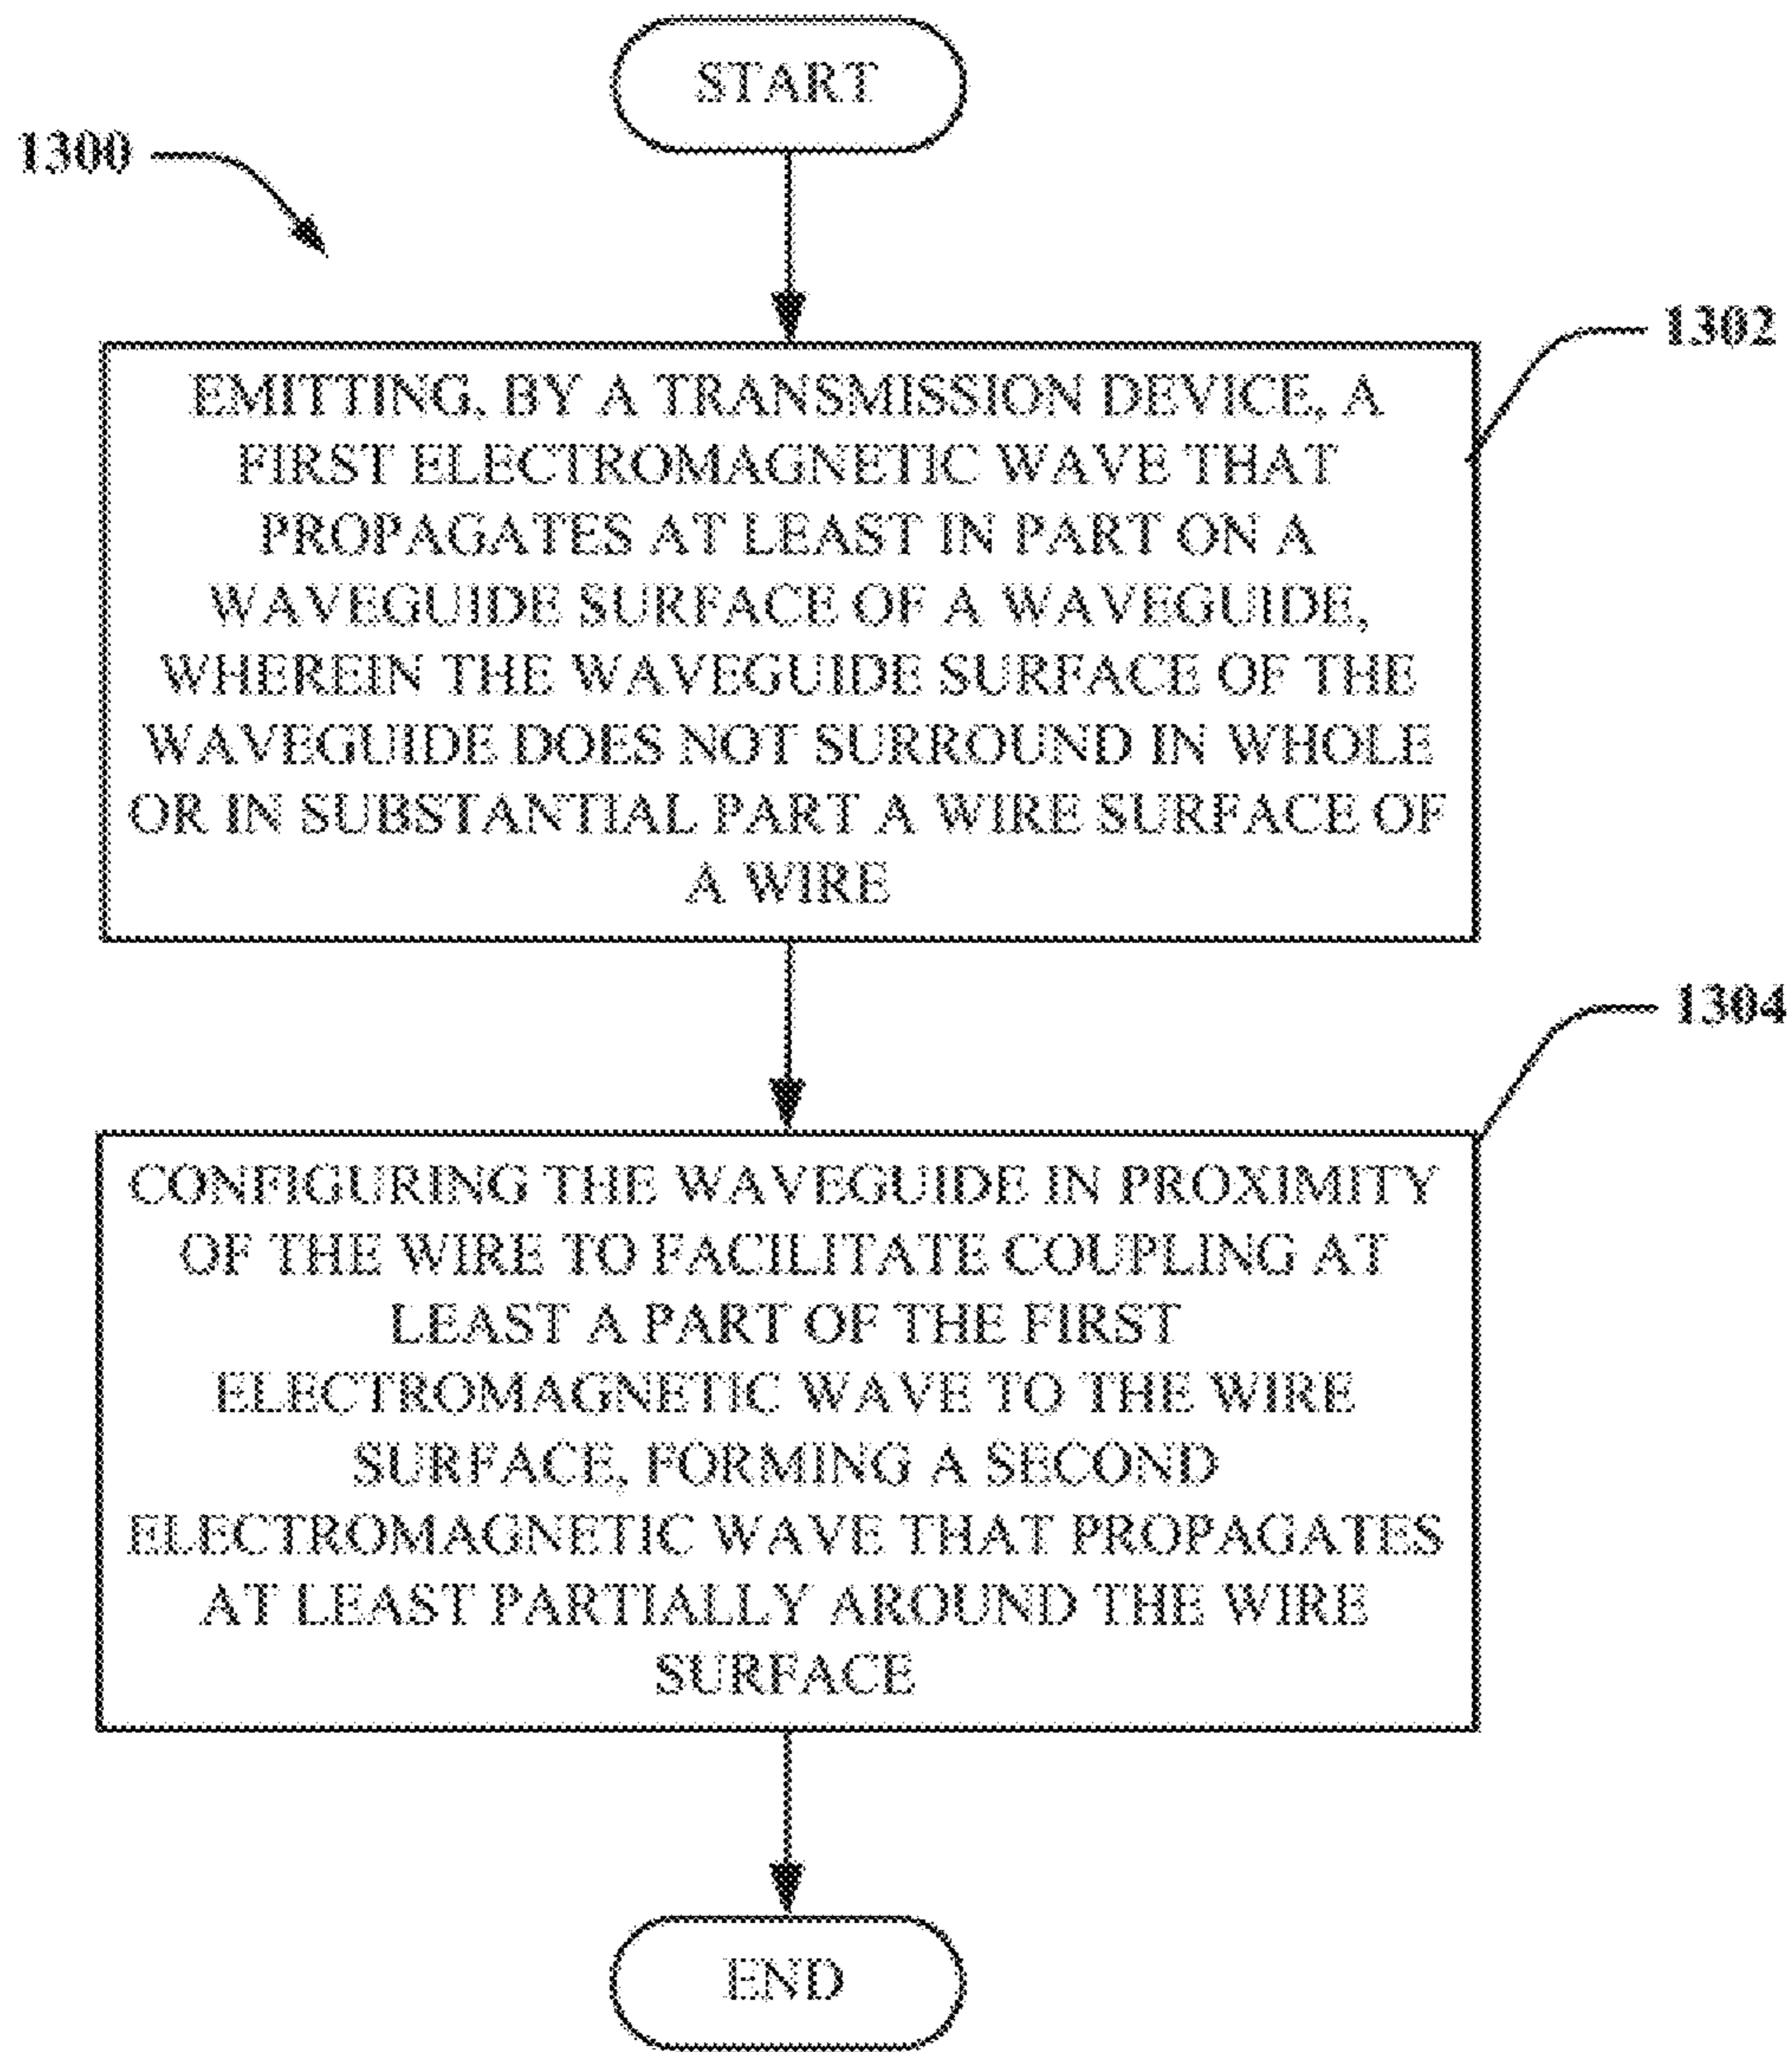 START
1300
1302
EMITTING, BY A TRANSMISSION DEVICE, A
FIRST ELECTROMAGNETIC WAVE THAT
PROPAGATES AT LEAST IN PART ON A
WAVEGUIDE SURFACE OF A WAVEGUIDE,
WHEREIN THE WAVEGUIDE SURFACE OF THE
WAVEGUIDE DOES NOT SURROUND IN WHOLE
OR IN SUBSTANTIAL PART A WIRE SURFACE OF
A WIRE
1304
CONFIGURING THE WAVEGUIDE IN PROXIMITY
OF THE WIRE TO FACILITATE COUPLING AT
LEAST A PART OF THE FIRST
ELECTROMAGNETIC WAVE TO THE WIRE
SURFACE, FORMING A SECOND
ELECTROMAGNETIC WAVE THAT PROPAGATES
AT LEAST PARTIALLY AROUND THE WIRE
SURFACE
END